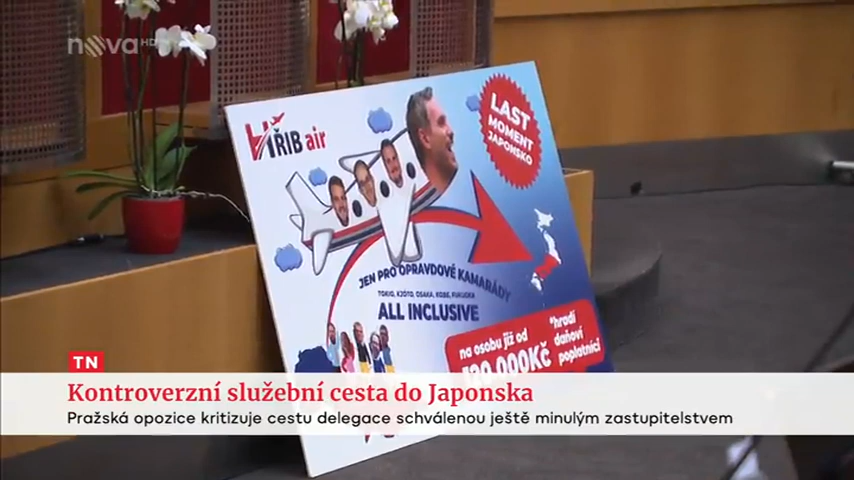 nova HD
HŘIB air
LAST
MOMENT
JAPONSKO
JEN PRO OPRAVDOVÉ KAMARÁDY
TOKIO, KJÓTO, OSAKA, KOBE, FUKUOKA
ALL INCLUSIVE
na osobu již od
120.000Kč
*hradí
daňoví
poplatníci
TN
Kontroverzní služební cesta do Japonska
Pražská opozice kritizuje cestu delegace schválenou ještě minulým zastupitelstvem